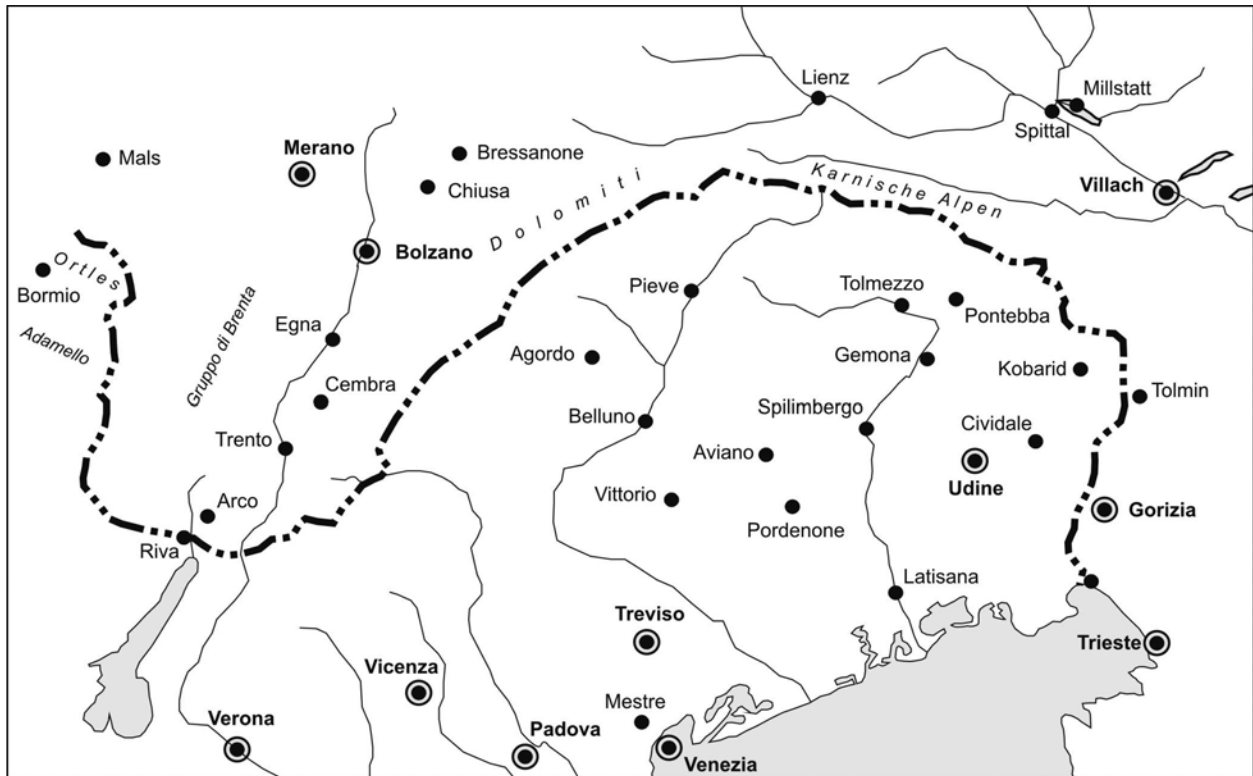 Lienz
Millstatt
Spittal
Mals
Merano
Bressanone
Chiusa
Villach
Karnische Alpen
Dolomiti
Bolzano
Ortles
Bormio
Pieve
Tolmezzo
Pontebba
Adamello
Gruppo di Brenta
Egna
Agordo
Gemona
Kobarid
Cembra
Tolmin
Belluno
Spilimbergo
Cividale
Trento
Aviano
Udine
Vittorio
Pordenone
Arco
Gorizia
Riva
Latisana
Treviso
Trieste
Vicenza
Mestre
Verona
Padova
Venezia